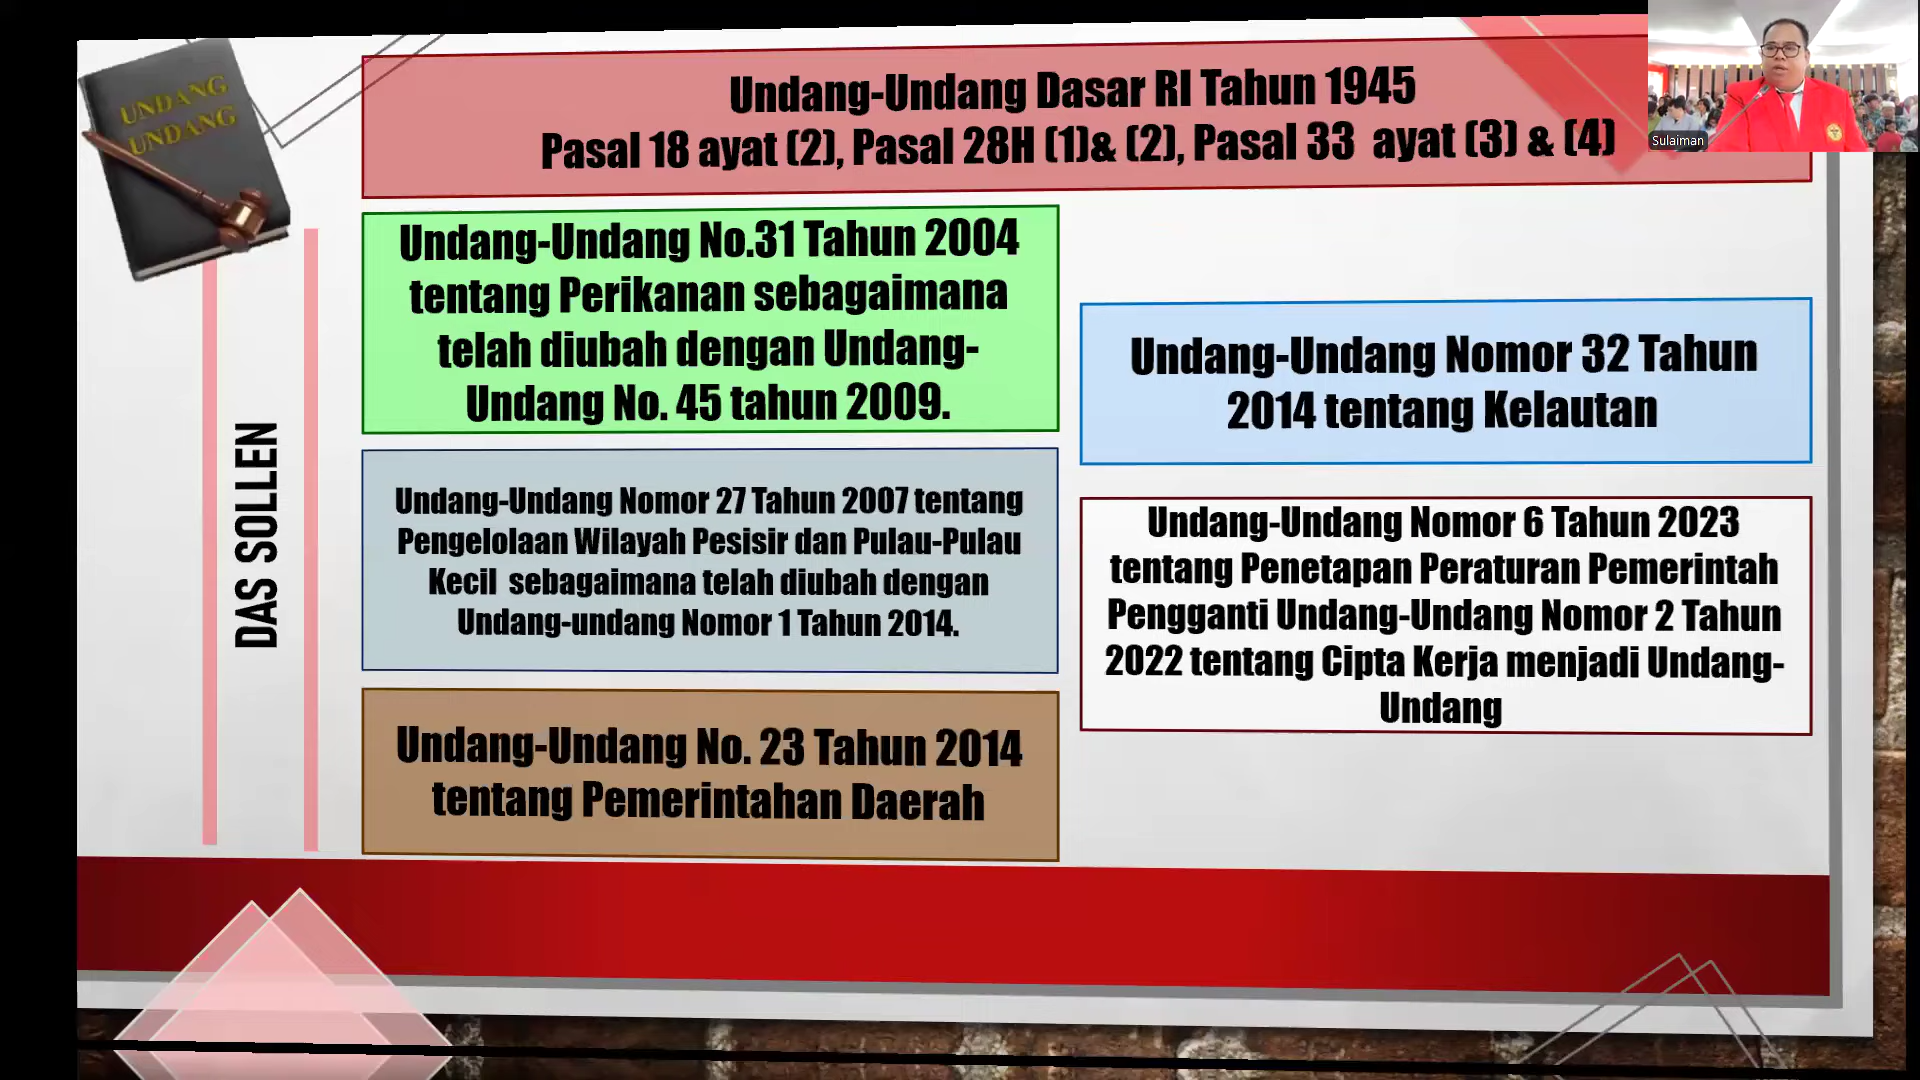 UNDANG
UNDANG
Undang-Undang Dasar RI Tahun 1945
Pasal 18 ayat (2), Pasal 28H (1)& (2), Pasal 33 ayat (3) & (4)
Sulaiman
DAS SOLLEN
Undang-Undang No.31 Tahun 2004
tentang Perikanan sebagaimana
telah diubah dengan Undang-
Undang No. 45 tahun 2009.
Undang-Undang Nomor 27 Tahun 2007 tentang
Pengelolaan Wilayah Pesisir dan Pulau-Pulau
Kecil sebagaimana telah diubah dengan
Undang-undang Nomor 1 Tahun 2014.
Undang-Undang No. 23 Tahun 2014
tentang Pemerintahan Daerah
Undang-Undang Nomor 32 Tahun
2014 tentang Kelautan
Undang-Undang Nomor 6 Tahun 2023
tentang Penetapan Peraturan Pemerintah
Pengganti Undang-Undang Nomor 2 Tahun
2022 tentang Cipta Kerja menjadi Undang-
Undang